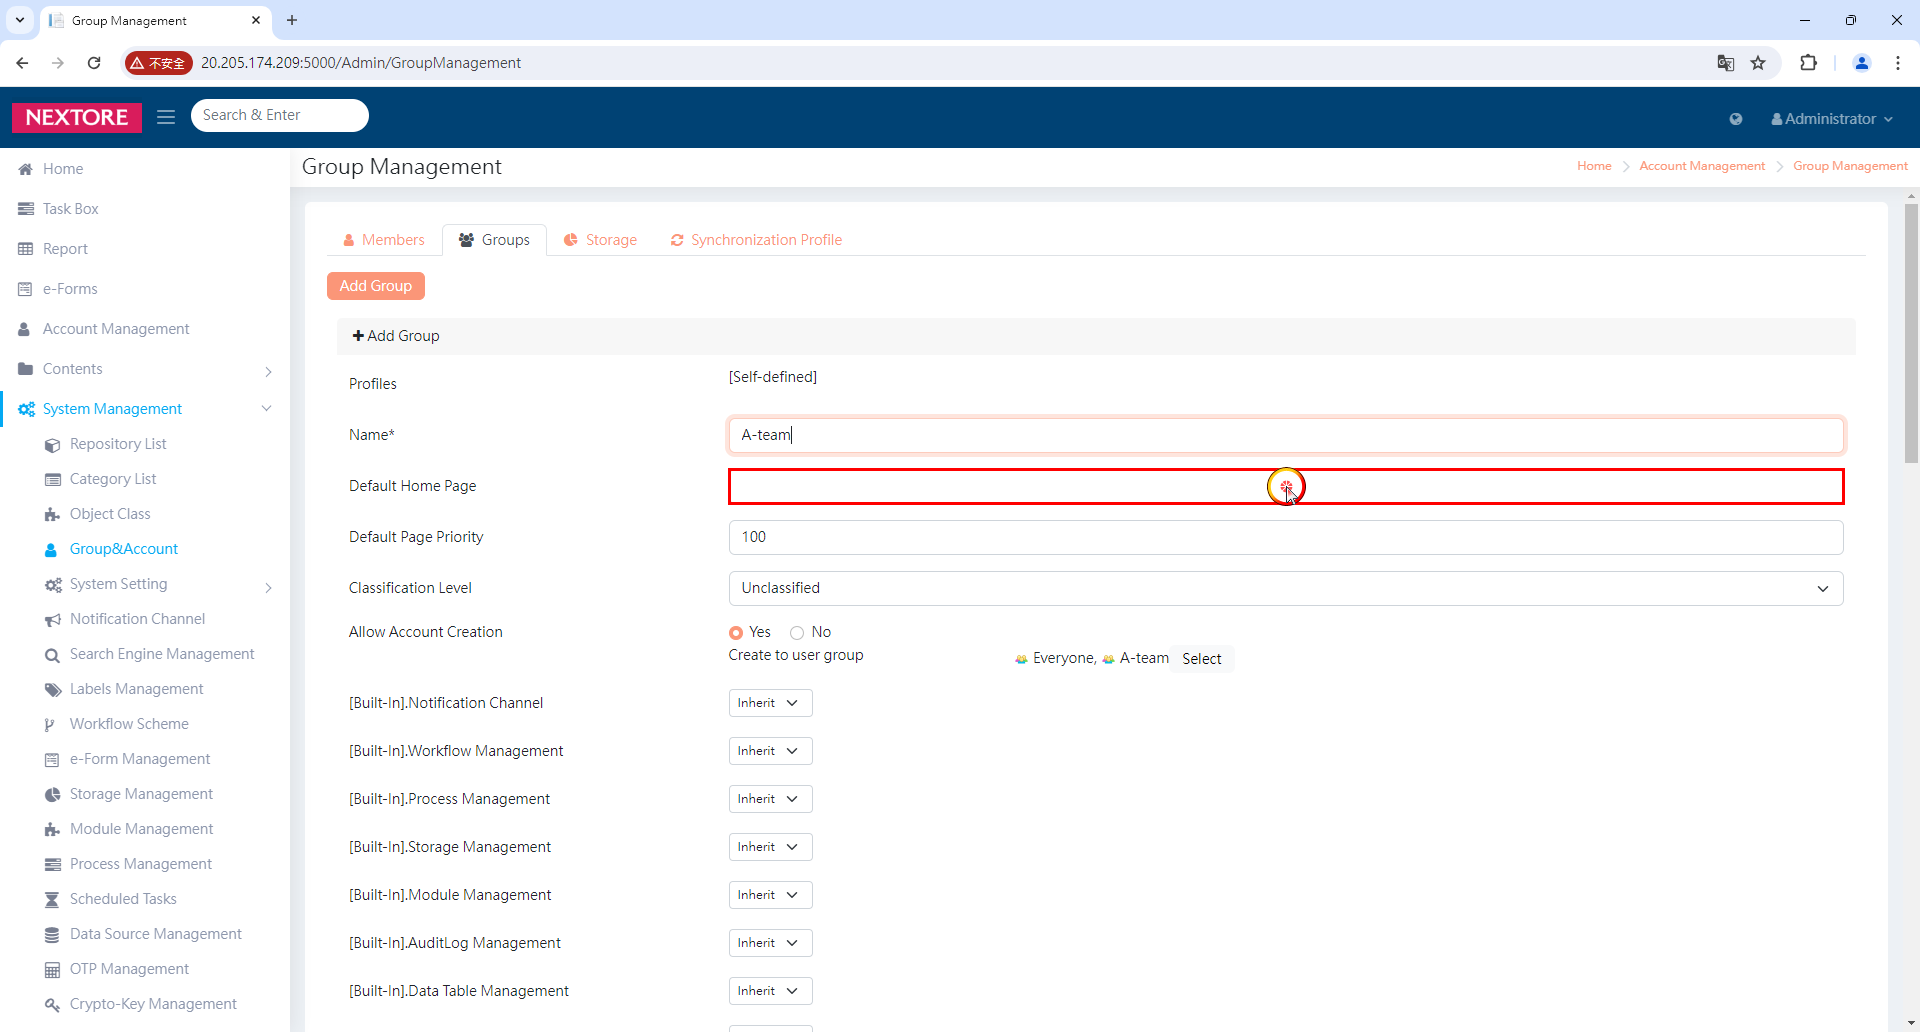 Group Management
不安全
20.205.174.209:5000/Admin/GroupManagement
NEXTORE
Search & Enter
Administrator
Home
Task Box
Report
e-Forms
Account Management
Contents
System Management
Repository List
Category List
Object Class
Group&Account
System Setting
Notification Channel
Search Engine Management
Labels Management
Workflow Scheme
e-Form Management
Storage Management
Module Management
Process Management
Scheduled Tasks
Data Source Management
OTP Management
Crypto-Key Management
Group Management
Home > Account Management > Group Management
Members Groups Storage Synchronization Profile
Add Group
Add Group
Profiles [Self-defined]
Name* A-team
Default Home Page
Default Page Priority 100
Classification Level Unclassified
Allow Account Creation Yes No
Create to user group Everyone, A-team Select
[Built-In].Notification Channel Inherit
[Built-In].Workflow Management Inherit
[Built-In].Process Management Inherit
[Built-In].Storage Management Inherit
[Built-In].Module Management Inherit
[Built-In].AuditLog Management Inherit
[Built-In].Data Table Management Inherit